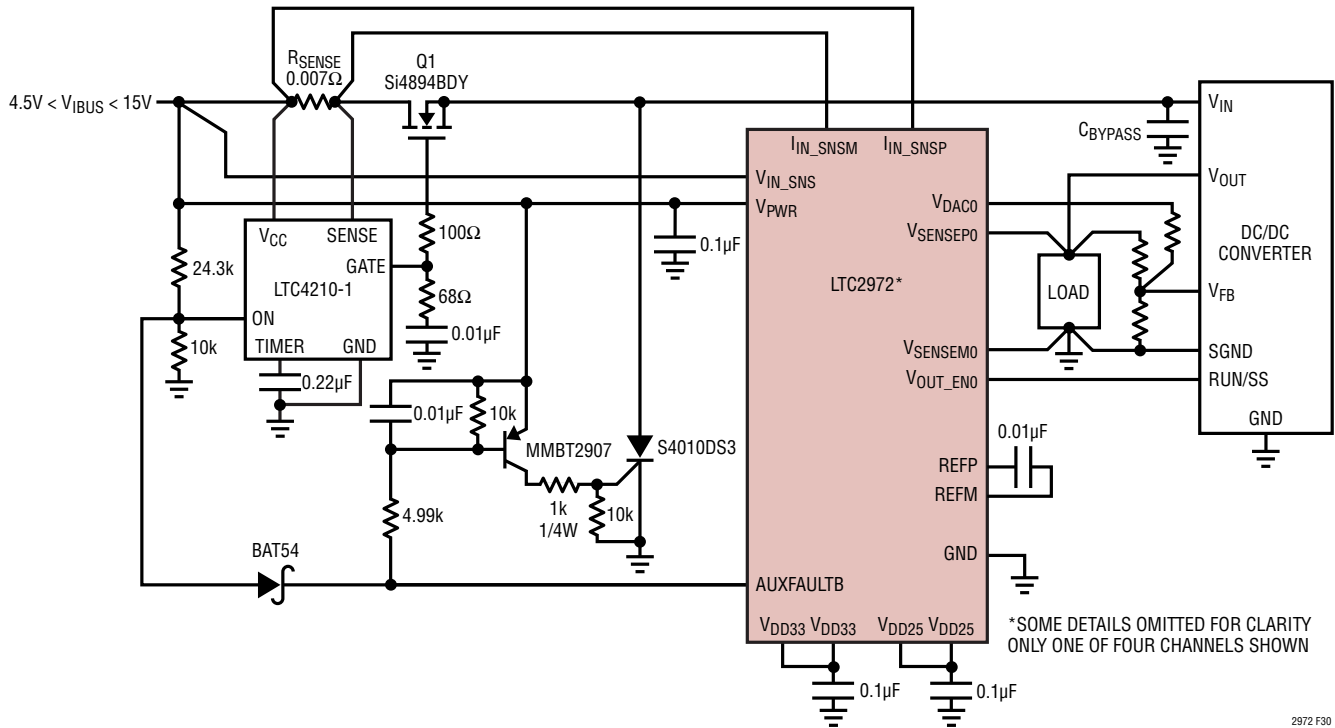 RSENSE
0.007Ω
Q1
Si4894BDY
4.5V < VIBUS < 15V
VIN
CBYPASS
IIN_SNSM
IIN_SNSP
VIN_SNS
VPWR
VOUT
VDAC0
VSENSEP0
VCC
SENSE
100Ω
0.1µF
DC/DC
CONVERTER
24.3k
GATE
LTC4210-1
LTC2972*
LOAD
VFB
68Ω
ON
0.01µF
10k
TIMER
GND
VSENSEM0
SGND
0.22µF
VOUT_EN0
RUN/SS
0.01µF
10k
GND
0.01µF
MMBT2907
S4010DS3
REFP
REFM
4.99k
1k
1/4W
10k
BAT54
GND
AUXFAULTB
VDD33
VDD33
VDD25
VDD25
*SOME DETAILS OMITTED FOR CLARITY
ONLY ONE OF FOUR CHANNELS SHOWN
0.1µF
0.1µF
2972 F30